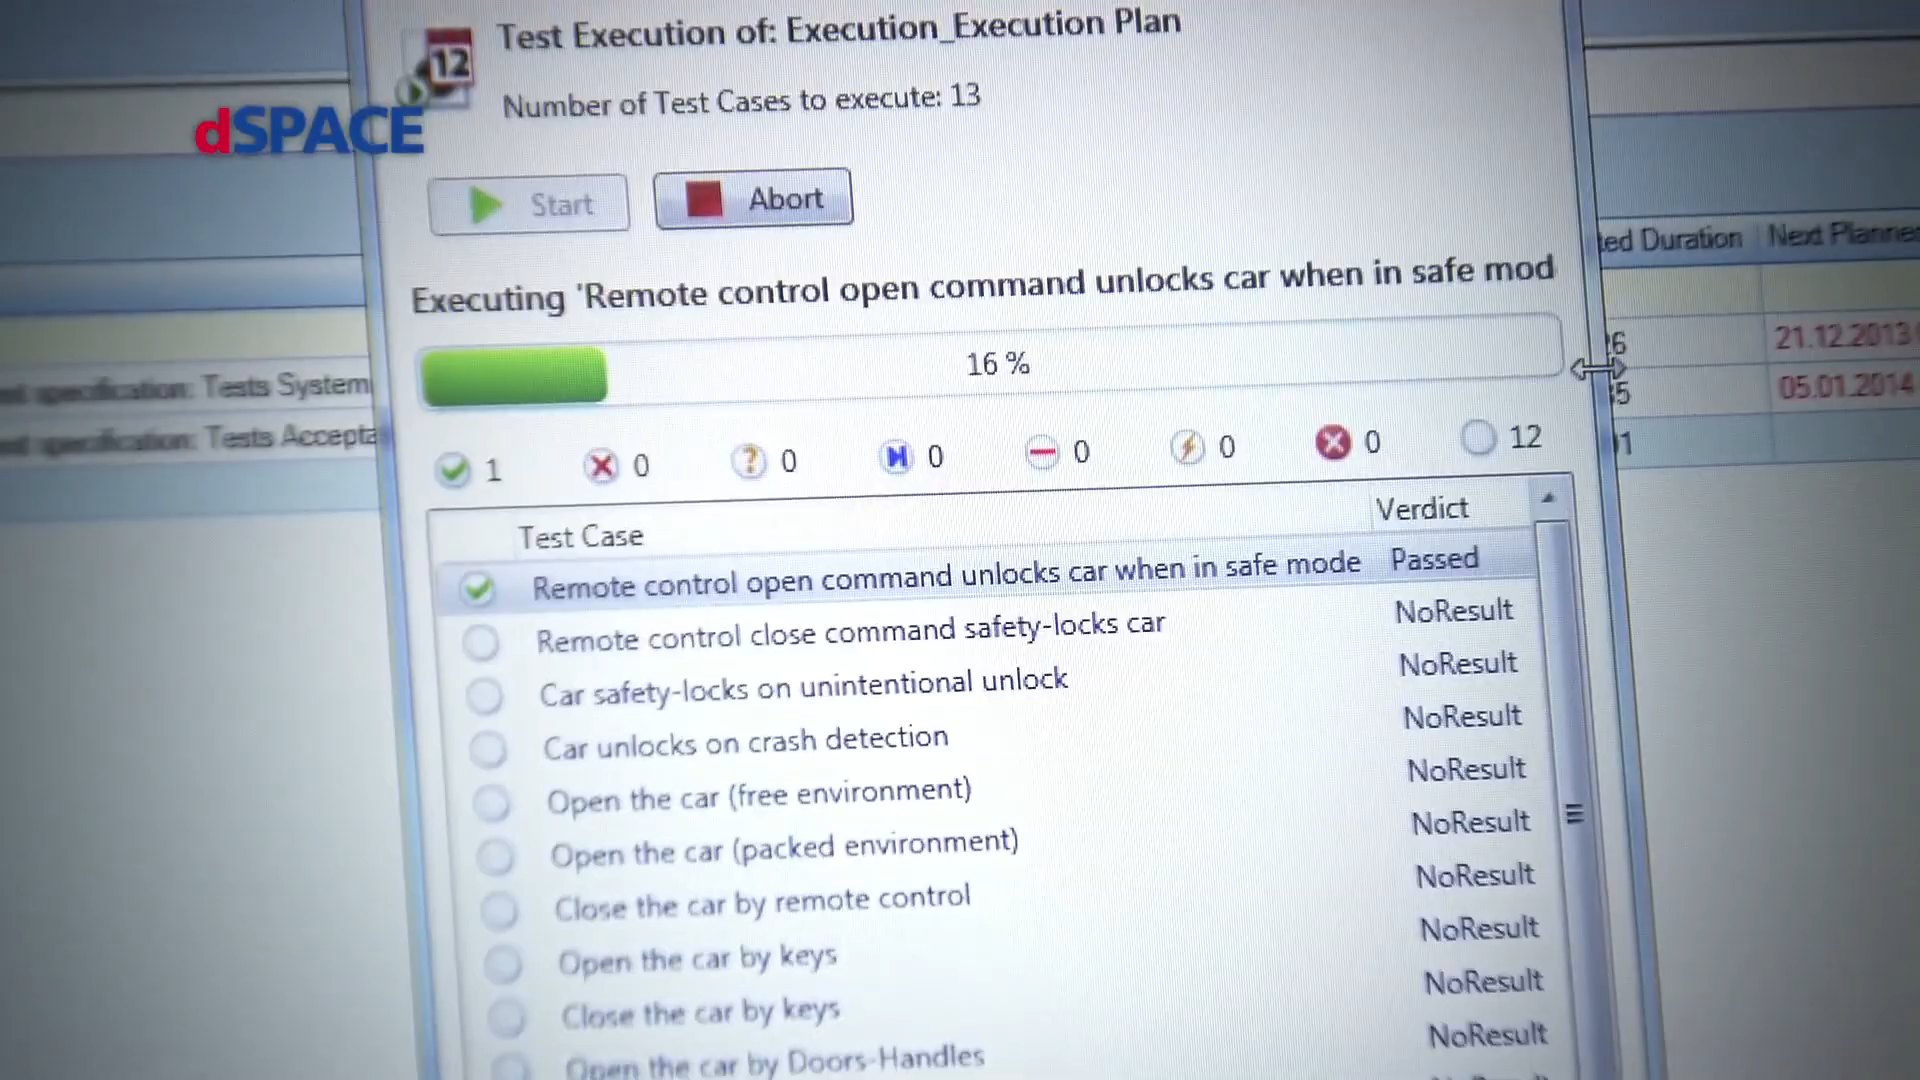 Test Execution of: Execution_Execution Plan
12
Number of Test Cases to execute: 13
dSPACE
Start
Abort
ted Duration
Next Planne
Executing 'Remote control open command unlocks car when in safe mod
16 %
21.12.2013
specification: Tests System
05.01.2014
specification: Tests Accepta
1
0
0
0
0
0
0
12
Test Case
Verdict
Remote control open command unlocks car when in safe mode Passed
Remote control close command safety-locks car NoResult
Car safety-locks on unintentional unlock NoResult
Car unlocks on crash detection NoResult
Open the car (free environment) NoResult
Open the car (packed environment) NoResult
Close the car by remote control NoResult
Open the car by keys NoResult
Close the car by keys NoResult
Open the car by Doors-Handles NoResult